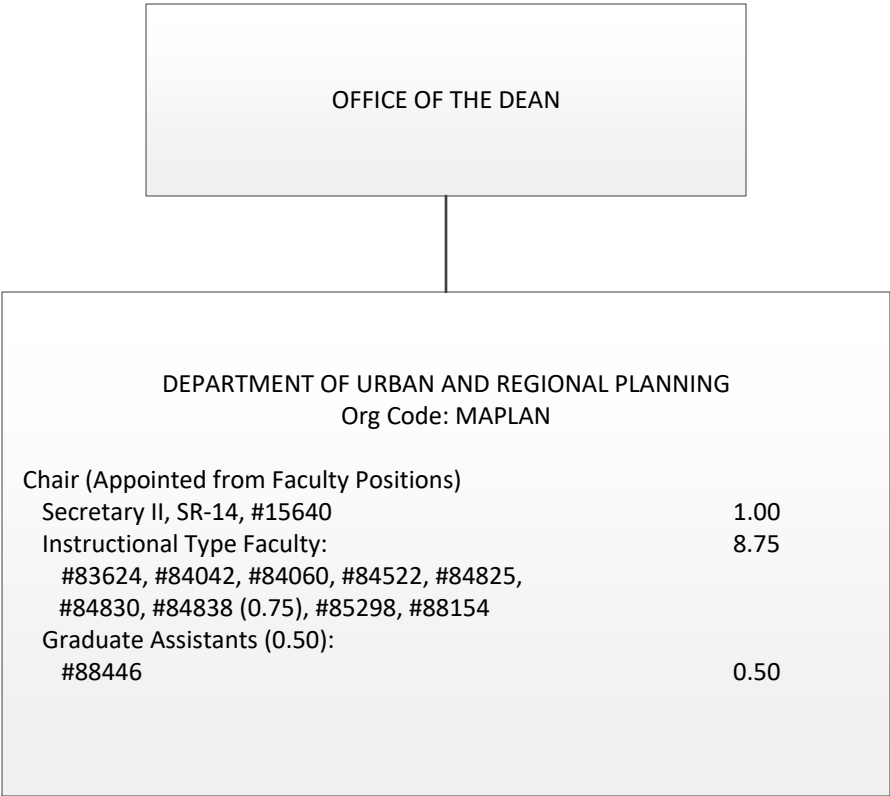 OFFICE OF THE DEAN
DEPARTMENT OF URBAN AND REGIONAL PLANNING
Org Code: MAPLAN
Chair (Appointed from Faculty Positions)
Secretary II, SR-14, #15640 1.00
Instructional Type Faculty: 8.75
#83624, #84042, #84060, #84522, #84825,
#84830, #84838 (0.75), #85298, #88154
Graduate Assistants (0.50):
#88446 0.50